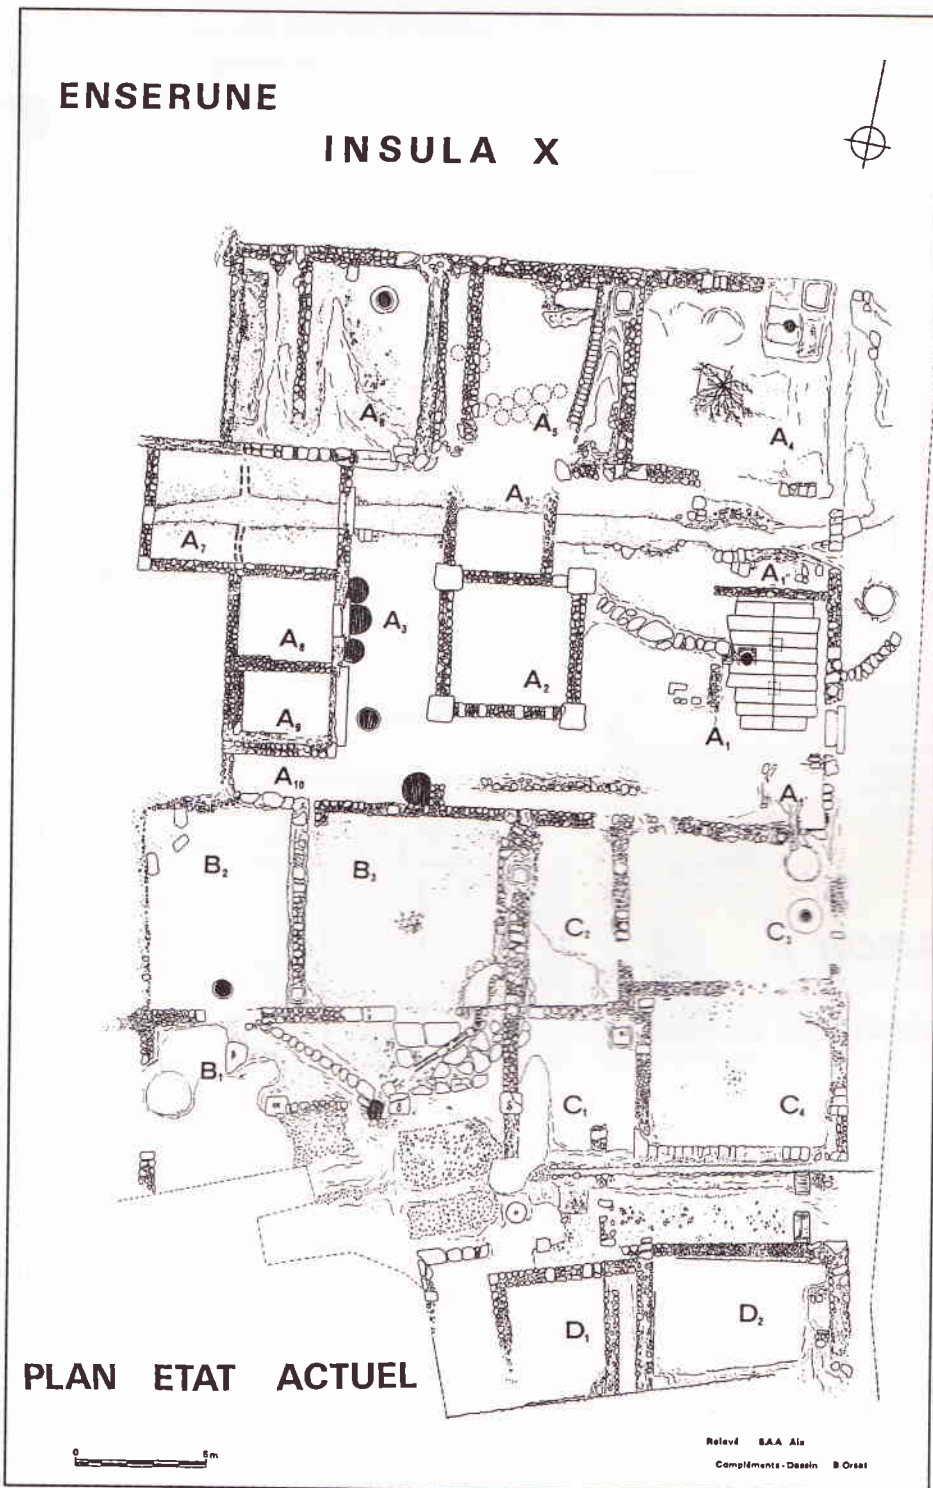 ENSERUNE
INSULA X
A6
A5
A4
A3'
A7
A1''
A8
A3
A2
A9
A1
A10
A1'
B2
B3
C2
C3
B1
C1
C4
D1
D2
PLAN ETAT ACTUEL
0 5m
Relevé B.A.A Aix
Compléments - Dessin B Orset